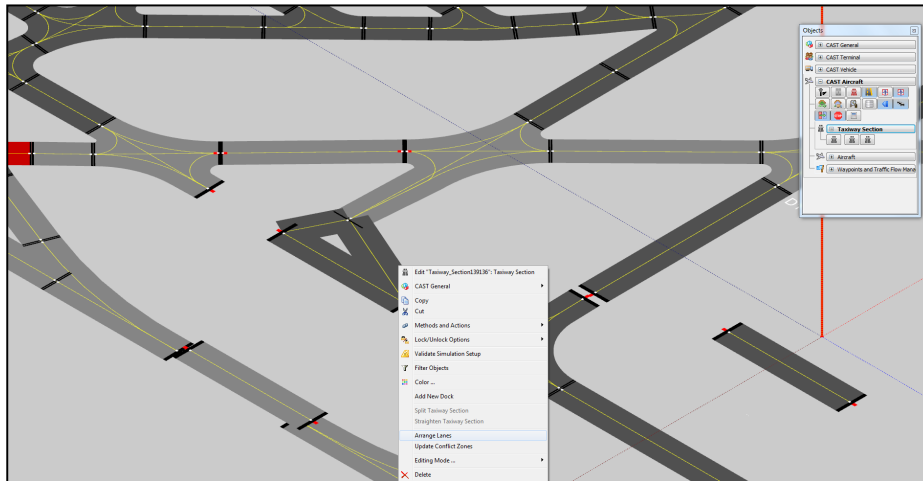 Objects
CAST General
CAST Terminal
CAST Vehicle
CAST Aircraft
Taxiway Section
Aircraft
Waypoints and Traffic Flow Mana
Edit "Taxiway_Section139136": Taxiway Section
CAST General
Copy
Cut
Methods and Actions
Lock/Unlock Options
Validate Simulation Setup
Filter Objects
Color ...
Add New Dock
Split Taxiway Section
Straighten Taxiway Section
Arrange Lanes
Update Conflict Zones
Editing Mode ...
Delete